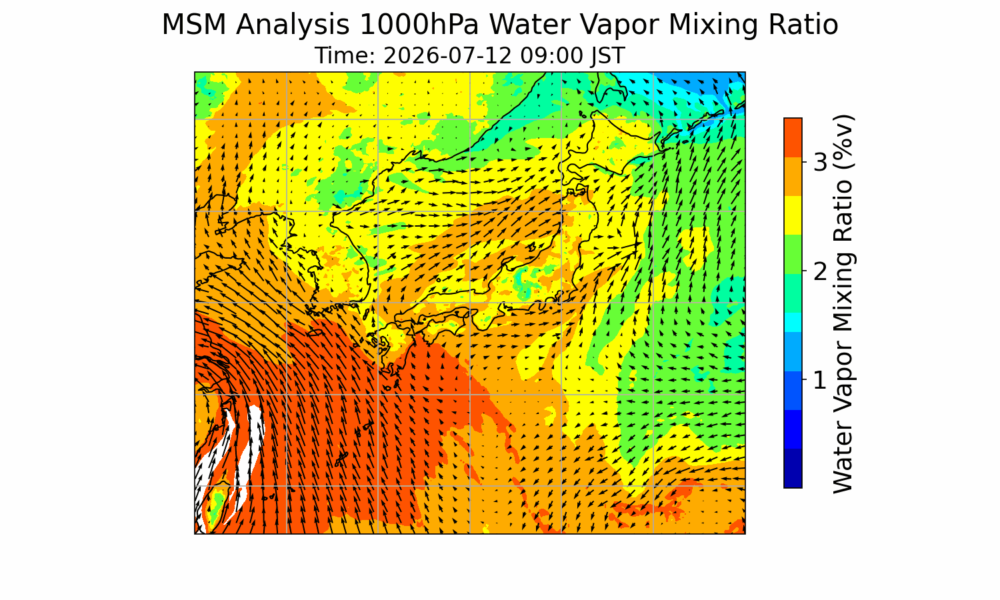 MSM Analysis 1000hPa Water Vapor Mixing Ratio
Time: 2026-07-12 09:00 JST
3
2
1
Water Vapor Mixing Ratio (%v)